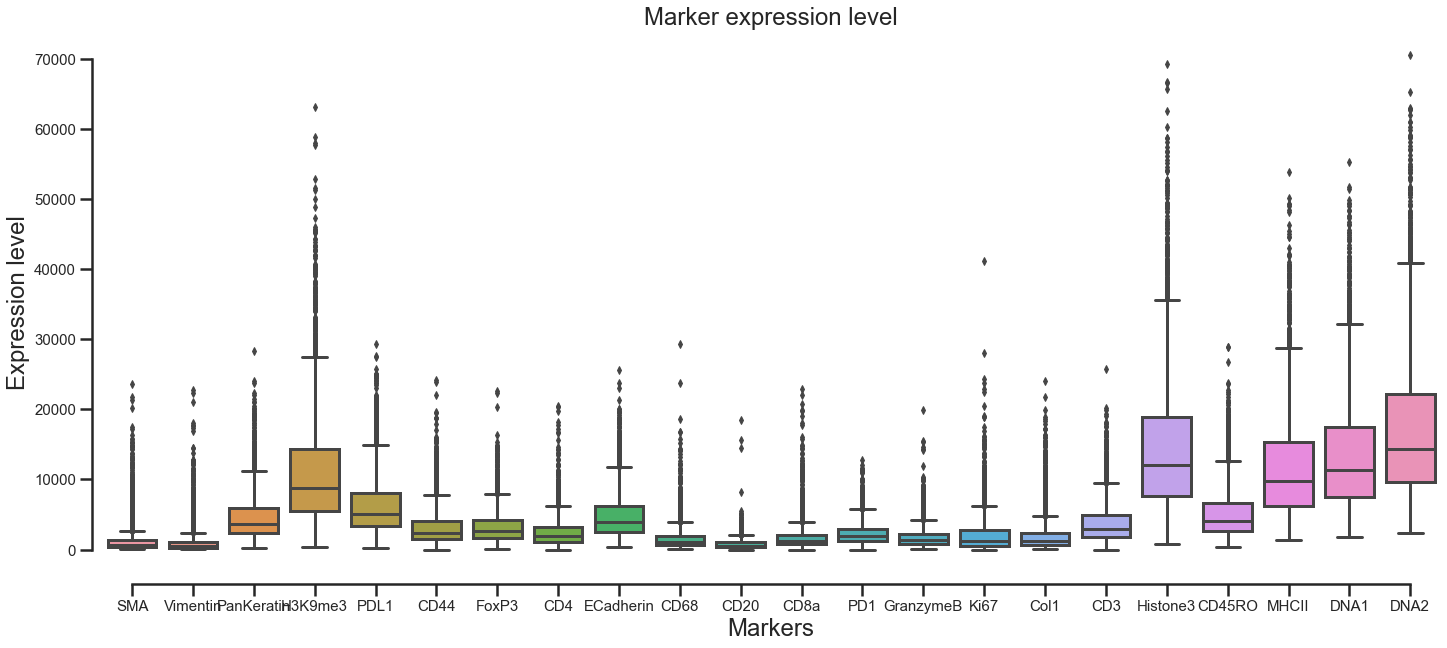 Marker expression level
70000
60000
50000
40000
30000
20000
10000
0
Expression level
SMA Vimentin PanKeratin H3K9me3 PDL1 CD44 FoxP3 CD4 ECadherin CD68 CD20 CD8a PD1 GranzymeB Ki67 Col1 CD3 Histone3 CD45RO MHCII DNA1 DNA2
Markers